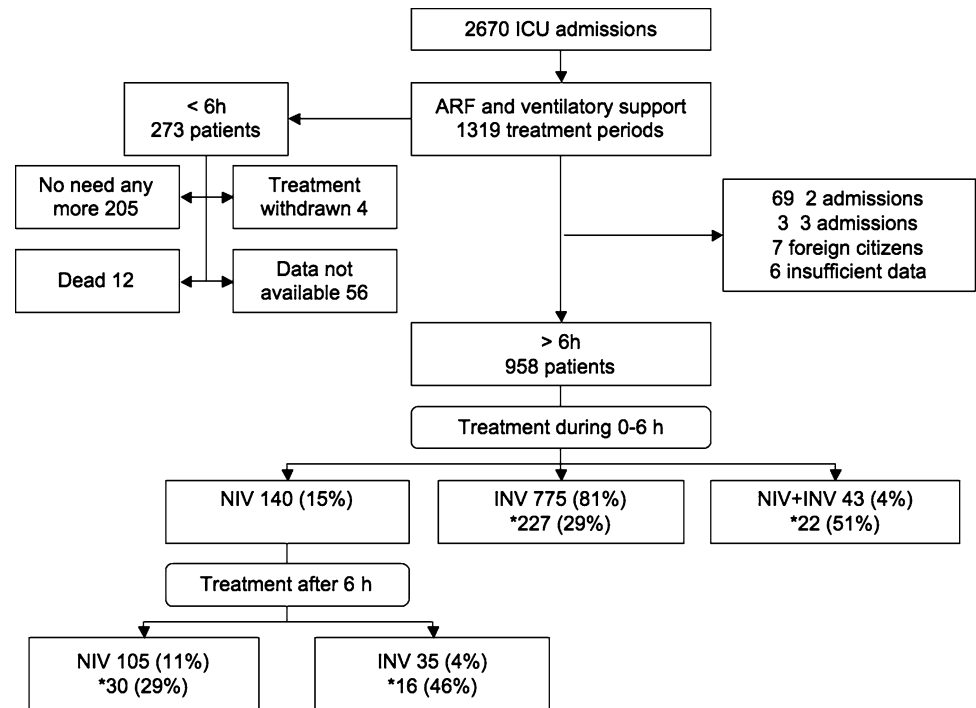 2670 ICU admissions
ARF and ventilatory support
1319 treatment periods
< 6h
273 patients
No need any
more 205
Treatment
withdrawn 4
Dead 12
Data not
available 56
69  2 admissions
3  3 admissions
7 foreign citizens
6 insufficient data
> 6h
958 patients
Treatment during 0-6 h
NIV 140 (15%)
INV 775 (81%)
*227 (29%)
NIV+INV 43 (4%)
*22 (51%)
Treatment after 6 h
NIV 105 (11%)
*30 (29%)
INV 35 (4%)
*16 (46%)